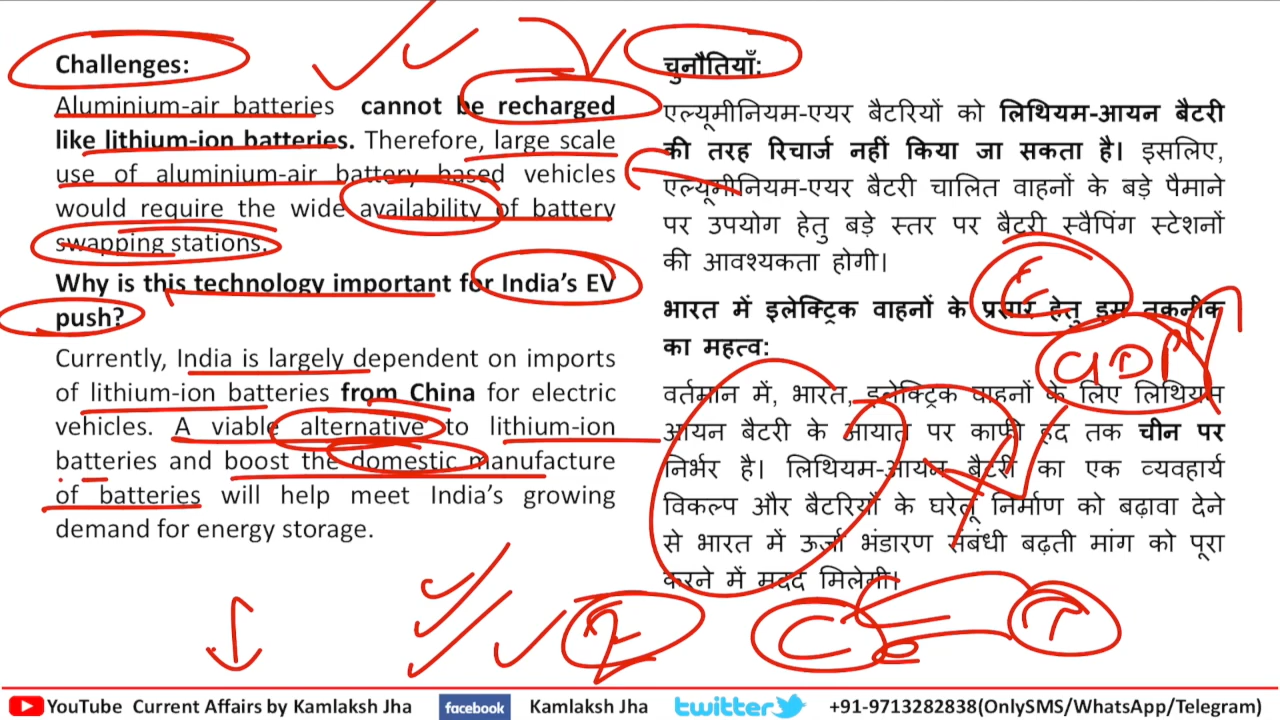 Challenges:
Aluminium-air batteries cannot be recharged
like lithium-ion batteries. Therefore, large scale
use of aluminium-air battery based vehicles
would require the wide availability of battery
swapping stations.
Why is this technology important for India's EV
push?
Currently, India is largely dependent on imports
of lithium-ion batteries from China for electric
vehicles. A viable alternative to lithium-ion
batteries and boost the domestic manufacture
of batteries will help meet India's growing
demand for energy storage.
चुनौतियाँ:
एल्यूमीनियम-एयर बैटरियों को लिथियम-आयन बैटरी
की तरह रिचार्ज नहीं किया जा सकता है। इसलिए,
एल्यूमीनियम-एयर बैटरी चालित वाहनों के बड़े पैमाने
पर उपयोग हेतु बड़े स्तर पर बैटरी स्वैपिंग स्टेशनों
की आवश्यकता होगी।
भारत में इलेक्ट्रिक वाहनों के प्रसार हेतु इस तकनीक
का महत्व:
वर्तमान में, भारत, इलेक्ट्रिक वाहनों के लिए लिथियम
आयन बैटरी के आयात पर काफी हद तक चीन पर
निर्भर है। लिथियम-आयन बैटरी का एक व्यवहार्य
विकल्प और बैटरियों के घरेलू निर्माण को बढ़ावा देने
से भारत में ऊर्जा भंडारण संबंधी बढ़ती मांग को पूरा
करने में मदद मिलेगी।
E
GDP
C
T
YouTube Current Affairs by Kamlaksh Jha facebook Kamlaksh Jha twitter +91-9713282838(OnlySMS/WhatsApp/Telegram)